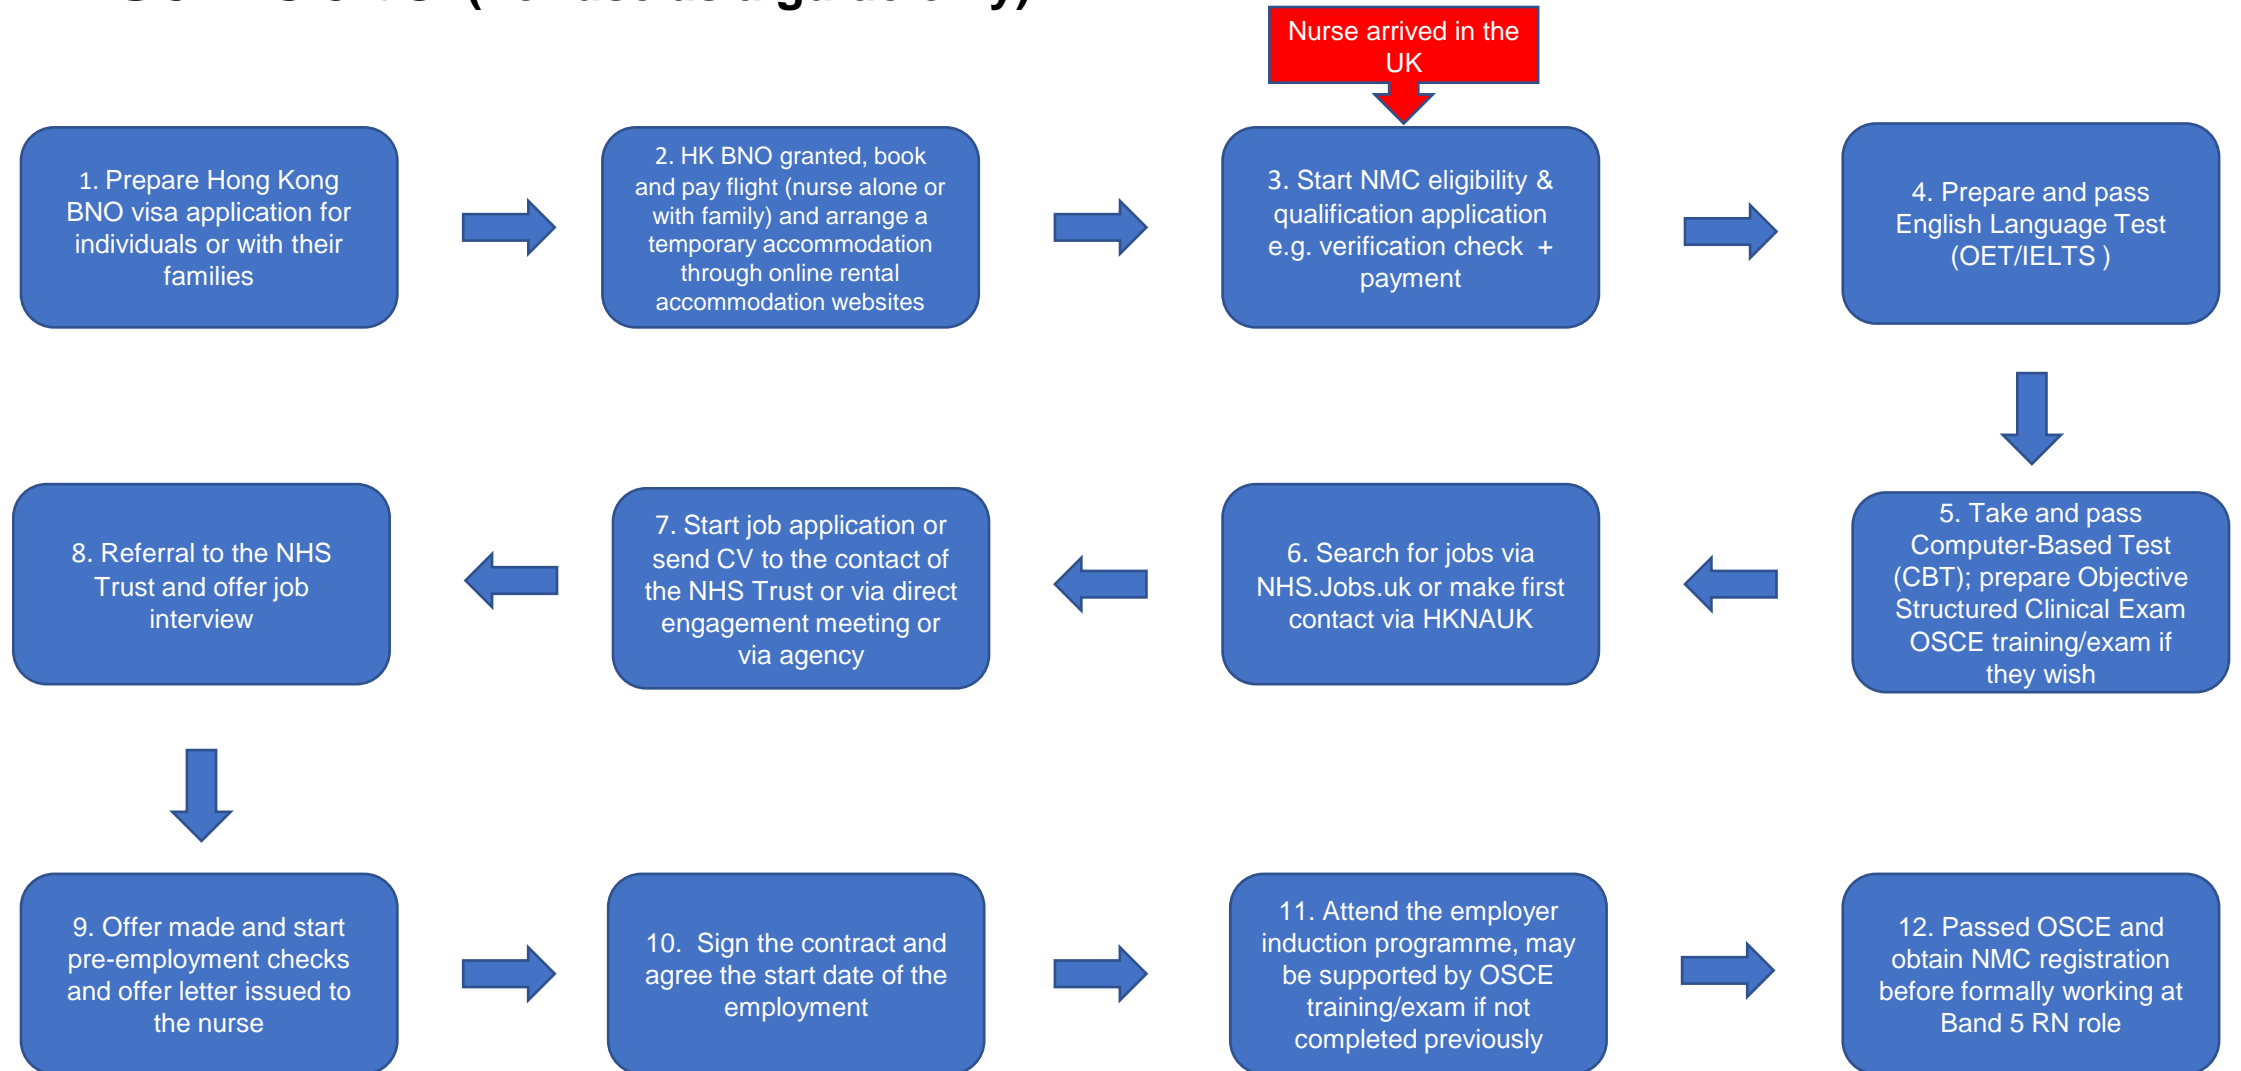 Nurse arrived in the
UK
1. Prepare Hong Kong
BNO visa application for
individuals or with their
families
2. HK BNO granted, book
and pay flight (nurse alone or
with family) and arrange a
temporary accommodation
through online rental
accommodation websites
3. Start NMC eligibility &
qualification application
e.g. verification check +
payment
4. Prepare and pass
English Language Test
(OET/IELTS )
5. Take and pass
Computer-Based Test
(CBT); prepare Objective
Structured Clinical Exam
OSCE training/exam if
they wish
6. Search for jobs via
NHS.Jobs.uk or make first
contact via HKNAUK
7. Start job application or
send CV to the contact of
the NHS Trust or via direct
engagement meeting or
via agency
8. Referral to the NHS
Trust and offer job
interview
9. Offer made and start
pre-employment checks
and offer letter issued to
the nurse
10. Sign the contract and
agree the start date of the
employment
11. Attend the employer
induction programme, may
be supported by OSCE
training/exam if not
completed previously
12. Passed OSCE and
obtain NMC registration
before formally working at
Band 5 RN role